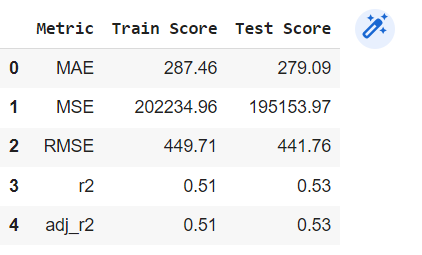 Metric Train Score Test Score
0 MAE 287.46 279.09
1 MSE 202234.96 195153.97
2 RMSE 449.71 441.76
3 r2 0.51 0.53
4 adj_r2 0.51 0.53